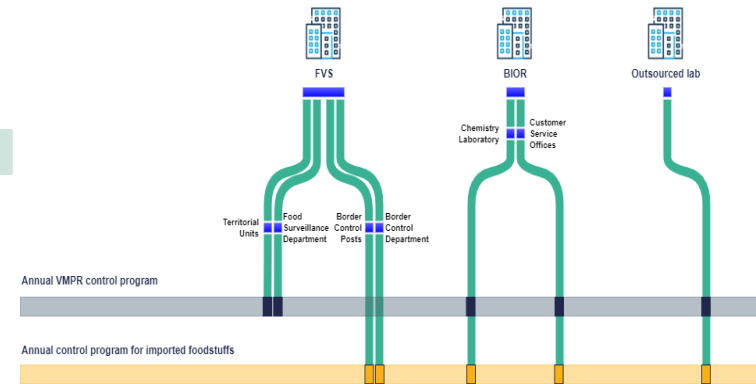 FVS
BIOR
Outsourced lab
Chemistry
Laboratory
Customer
Service
Offices
Territorial
Units
Food
Surveillance
Department
Border
Control
Posts
Border
Control
Department
Annual VMPR control program
Annual control program for imported foodstuffs